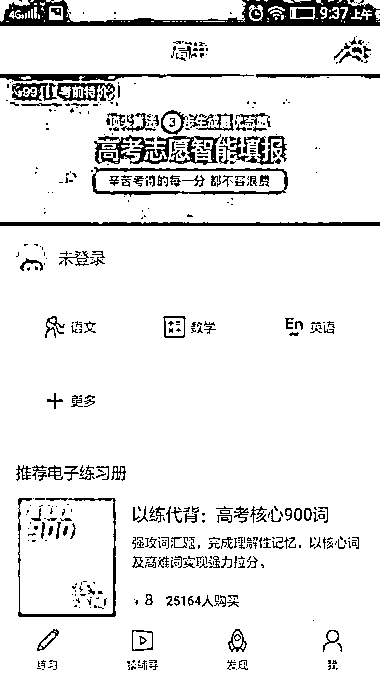 4G 9:37 上午
高中
高考志愿智能填报
辛苦考得的每一分 都不容浪费
未登录
语文 数学 En 英语
更多
推荐电子练习册
以练代背：高考核心900词
强攻词汇题，完成理解性记忆，以核心词
及高难词实现强力拉分。
8 25164人购买
900
练习 发现 我